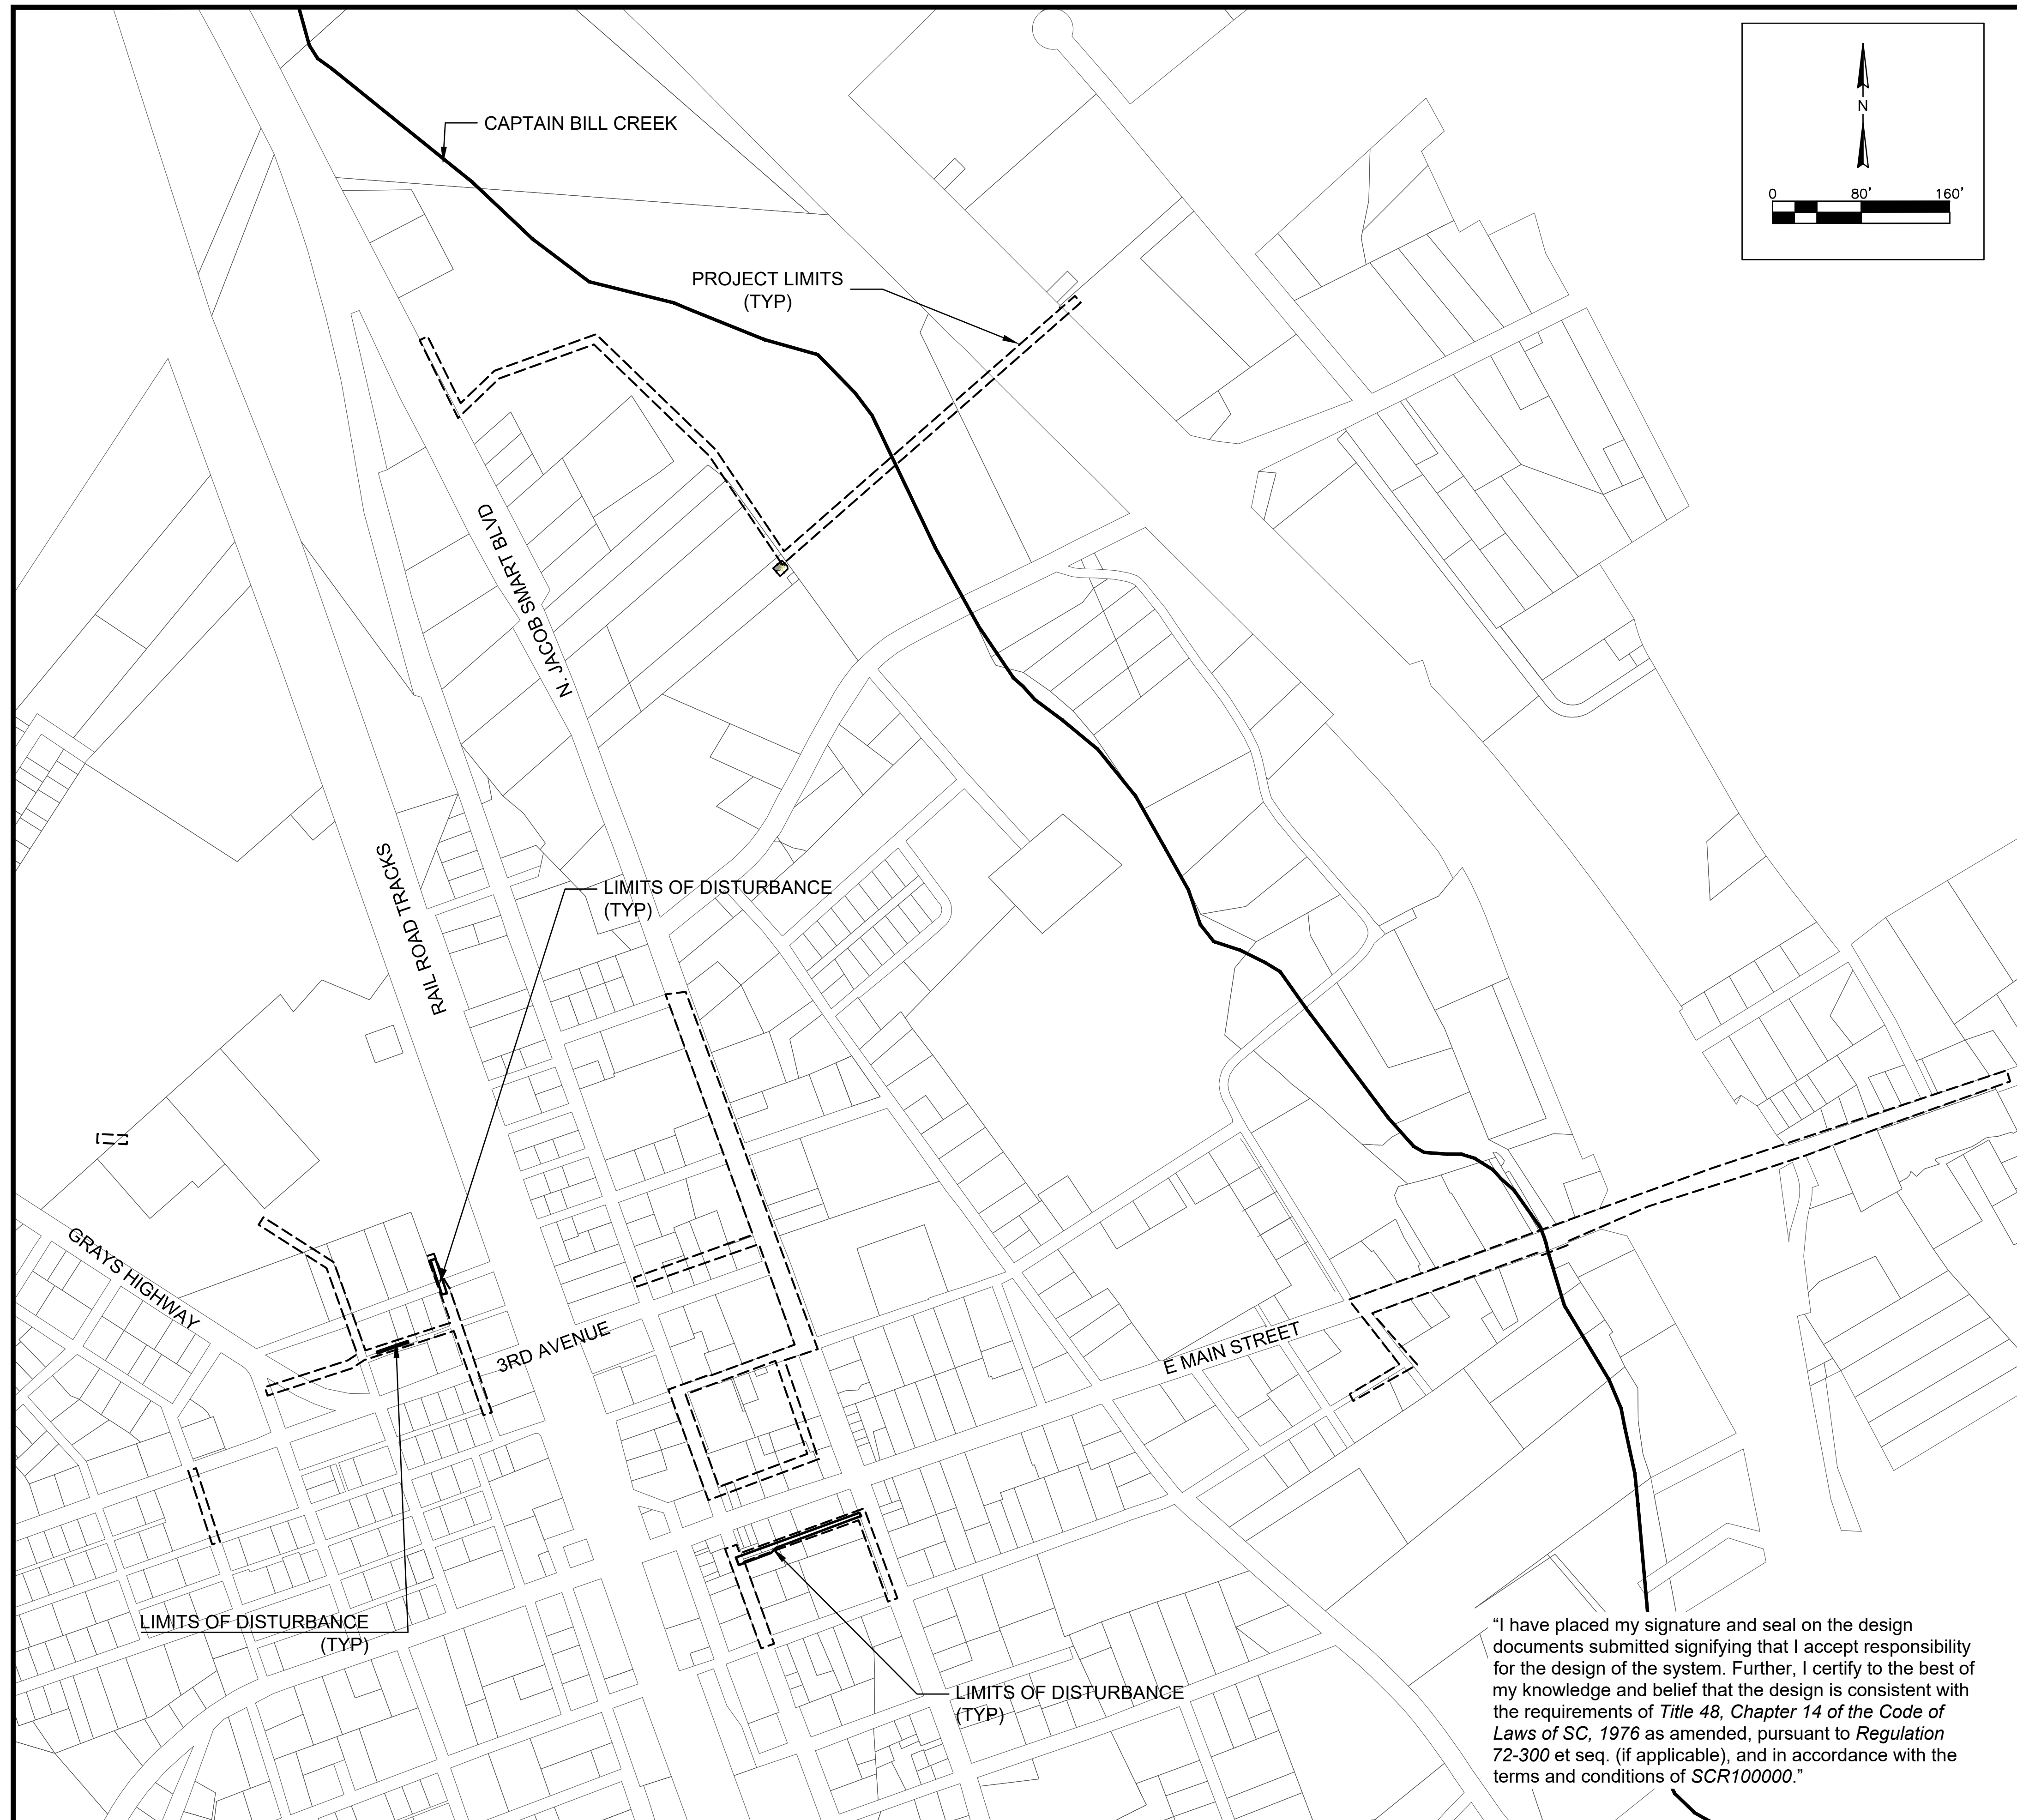 N
0 80' 160'
CAPTAIN BILL CREEK
PROJECT LIMITS
(TYP)
N. JACOB SMART BLVD
RAIL ROAD TRACKS
LIMITS OF DISTURBANCE
(TYP)
GRAYS HIGHWAY
3RD AVENUE
E MAIN STREET
LIMITS OF DISTURBANCE
(TYP)
LIMITS OF DISTURBANCE
(TYP)
“I have placed my signature and seal on the design
documents submitted signifying that I accept responsibility
for the design of the system. Further, I certify to the best of
my knowledge and belief that the design is consistent with
the requirements of Title 48, Chapter 14 of the Code of
Laws of SC, 1976 as amended, pursuant to Regulation
72-300 et seq. (if applicable), and in accordance with the
terms and conditions of SCR100000.”